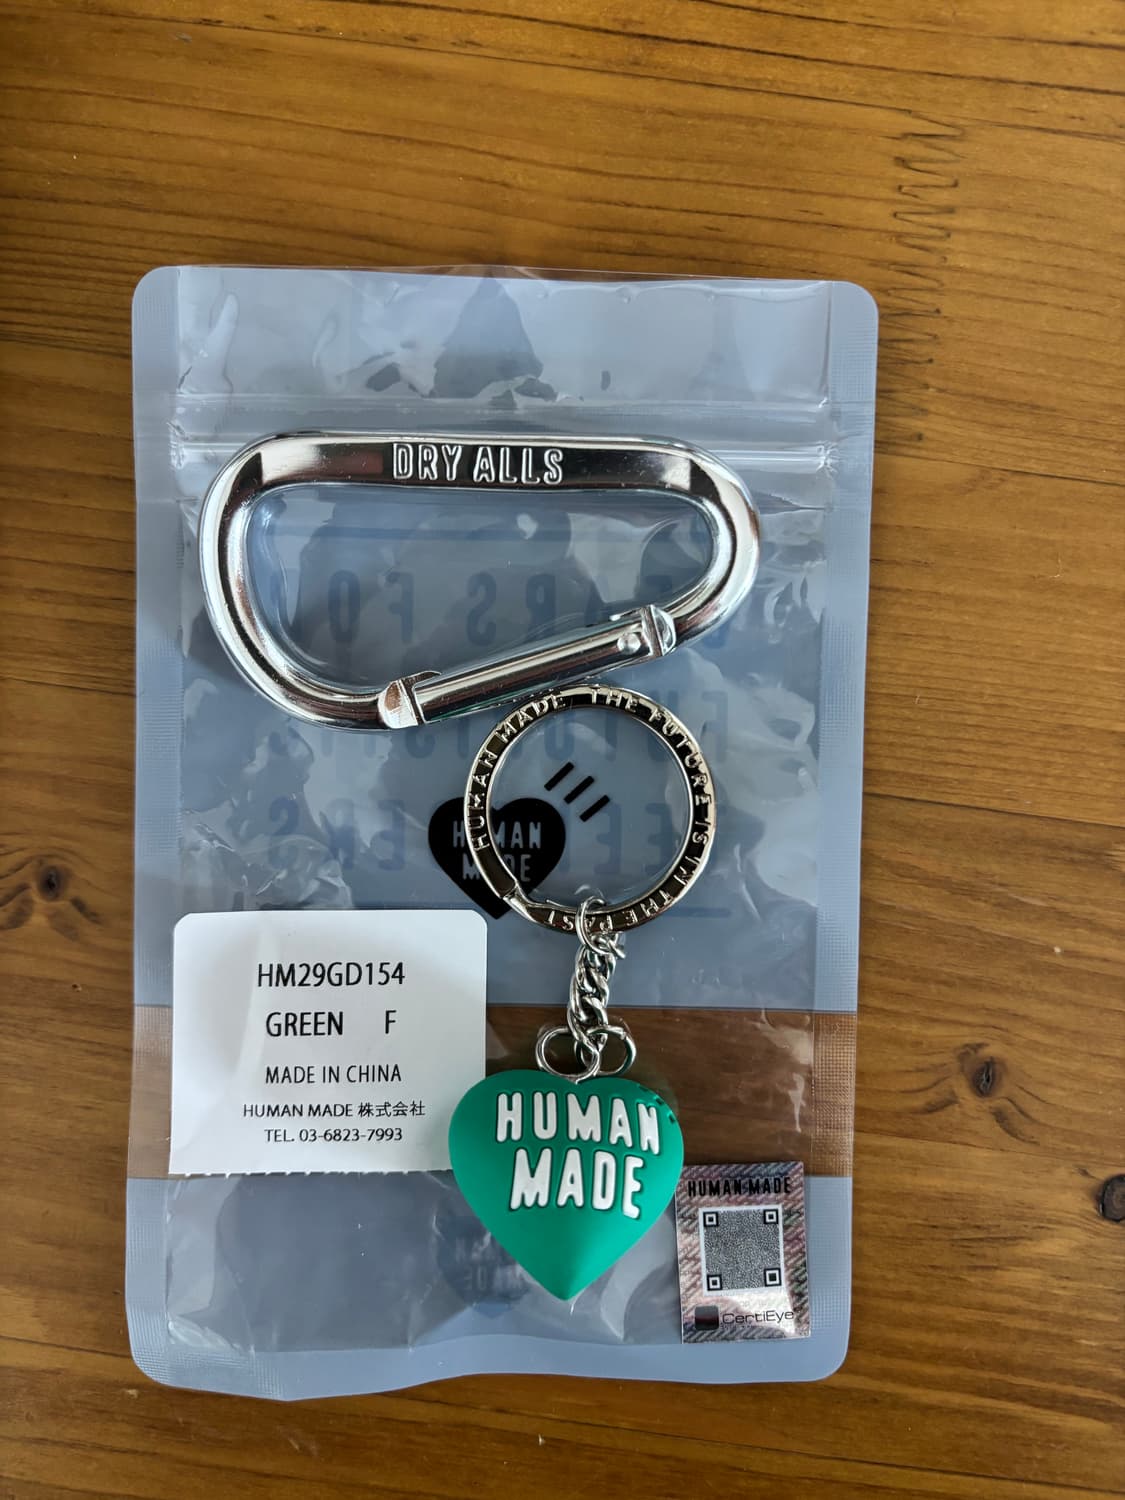 DRY ALLS
HUMAN MADE THE FUTURE IS IN THE PAST
HUMAN
MADE
HM29GD154
GREEN F
MADE IN CHINA
HUMAN MADE 株式会社
TEL. 03-6823-7993
HUMAN
MADE
HUMAN MADE
CertiEye